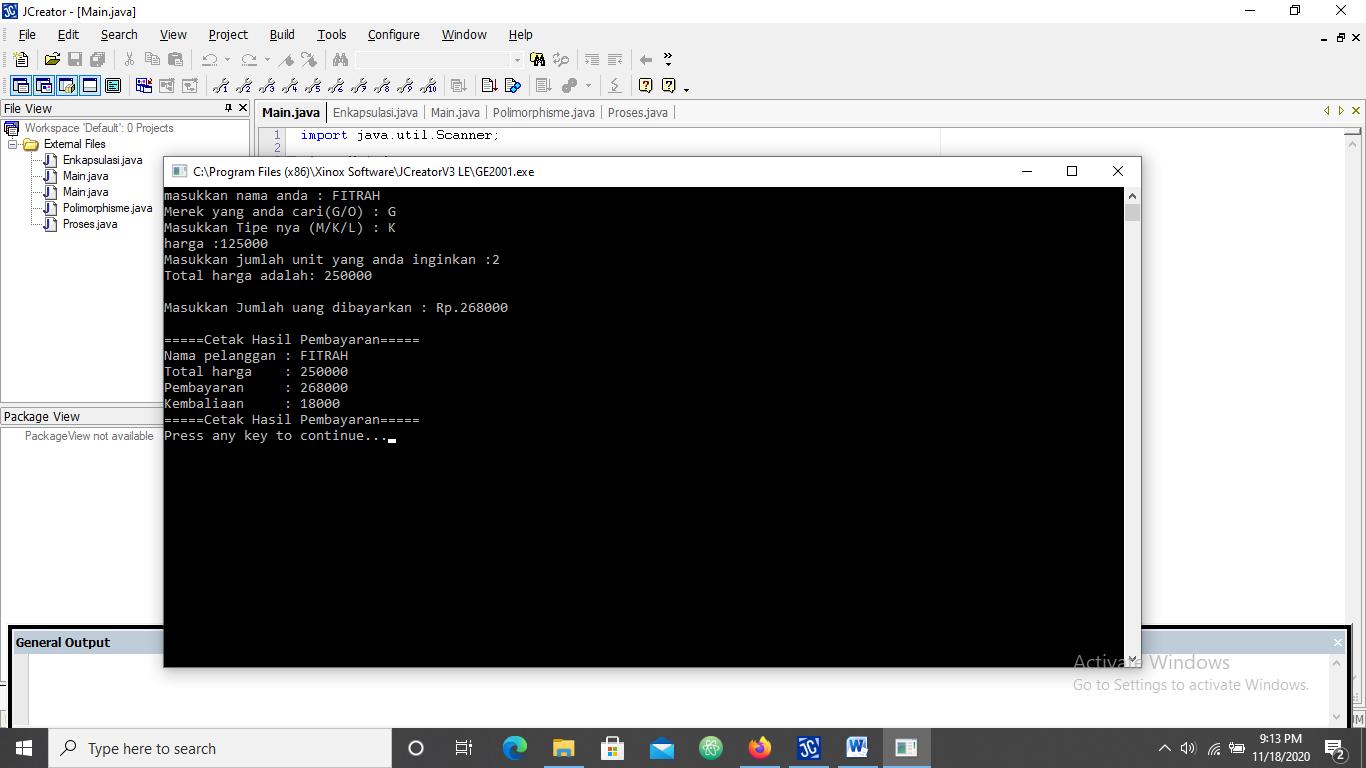 JCreator - [Main.java]
File Edit Search View Project Build Tools Configure Window Help
File View
Workspace 'Default': 0 Projects
External Files
Enkapsulasi.java
Main.java
Main.java
Polimorphisme.java
Proses.java
Main.java Enkapsulasi.java Main.java Polimorphisme.java Proses.java
1 import java.util.Scanner;
2
C:\Program Files (x86)\Xinox Software\JCreatorV3 LE\GE2001.exe
masukkan nama anda : FITRAH
Merek yang anda cari(G/O) : G
Masukkan Tipe nya (M/K/L) : K
harga :125000
Masukkan jumlah unit yang anda inginkan :2
Total harga adalah: 250000
Masukkan Jumlah uang dibayarkan : Rp.268000
=====Cetak Hasil Pembayaran=====
Nama pelanggan : FITRAH
Total harga    : 250000
Pembayaran     : 268000
Kembaliaan     : 18000
=====Cetak Hasil Pembayaran=====
Press any key to continue...
Package View
PackageView not available
General Output
Activate Windows
Go to Settings to activate Windows.
Type here to search
9:13 PM
11/18/2020
2